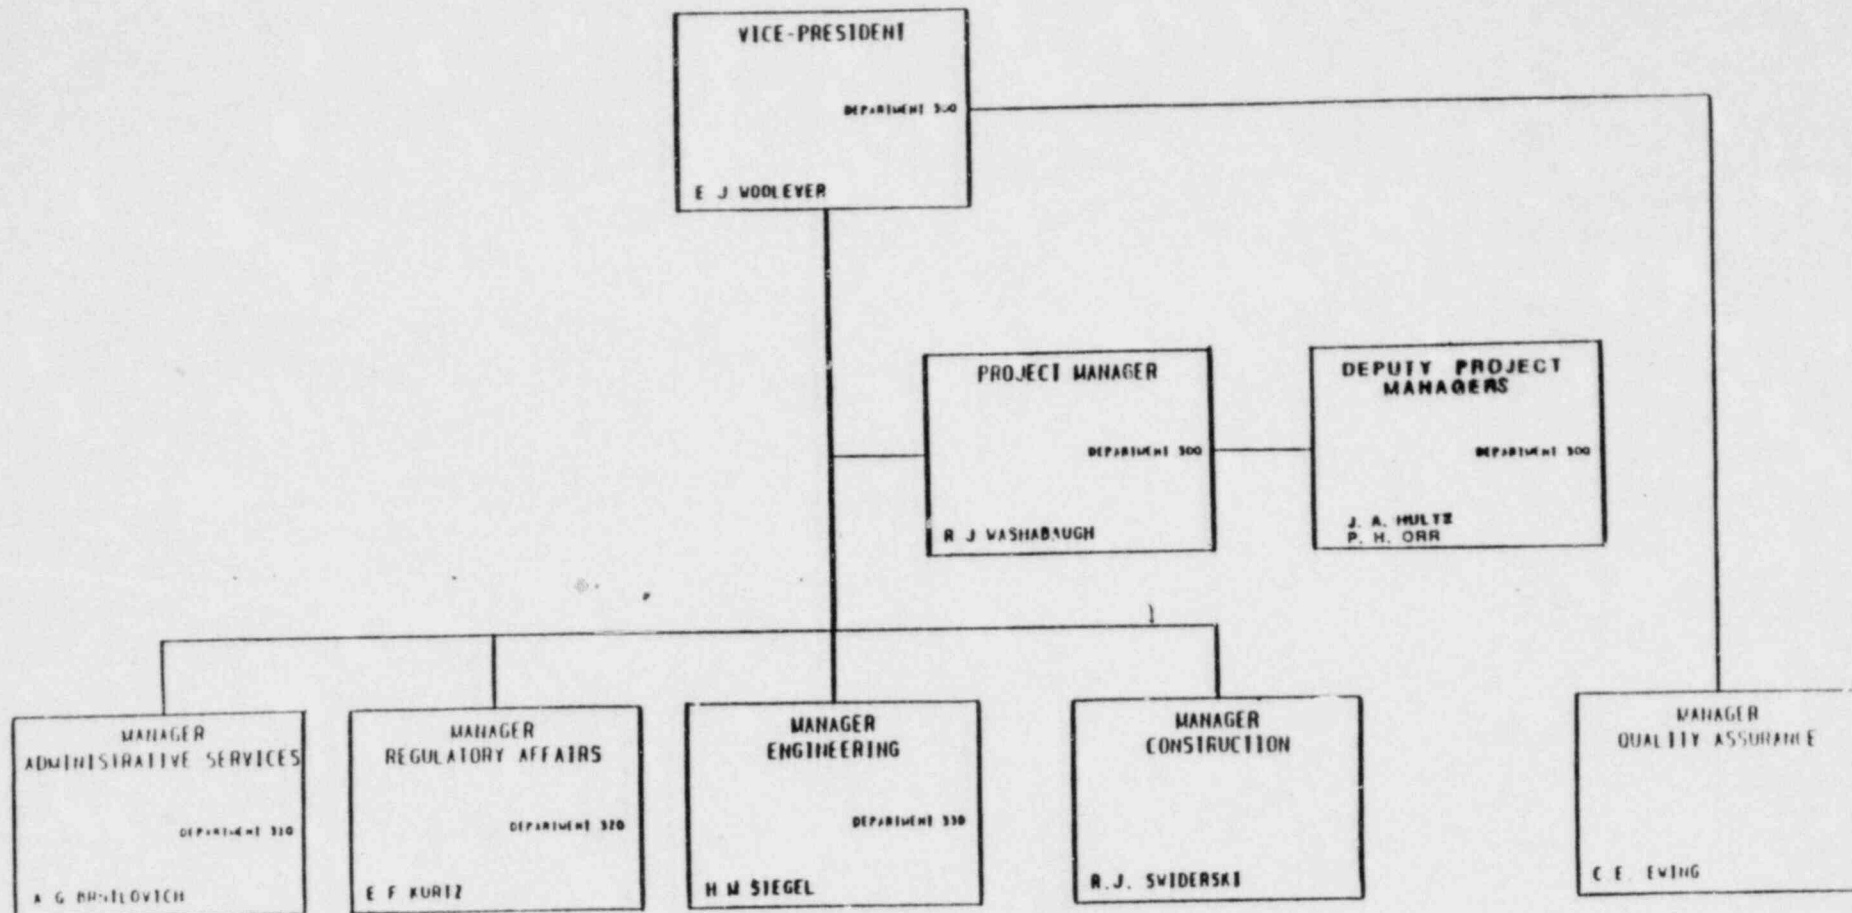 VICE-PRESIDENT
DEPARTMENT 300
E J WOOLEVER
PROJECT MANAGER
DEPARTMENT 300
R J WASHABAUGH
DEPUTY PROJECT
MANAGERS
DEPARTMENT 300
J. A. HULTZ
P. H. ORR
MANAGER
ADMINISTRATIVE SERVICES
DEPARTMENT 310
A G
MANAGER
REGULATORY AFFAIRS
DEPARTMENT 320
E F KURTZ
MANAGER
ENGINEERING
DEPARTMENT 330
H M SIEGEL
MANAGER
CONSTRUCTION
R.J. SWIDERSKI
MANAGER
QUALITY ASSURANCE
C.E. EWING